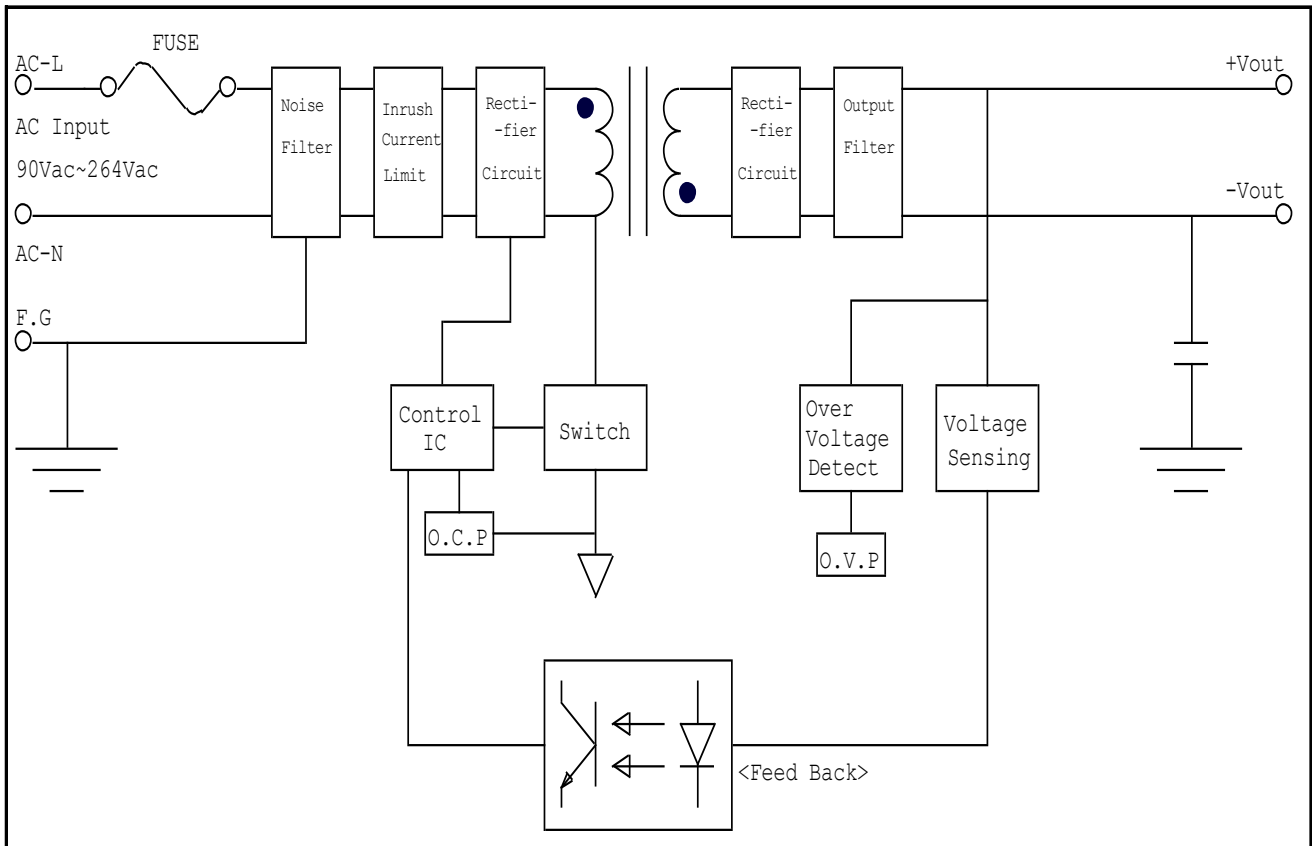 FUSE
AC-L
+Vout
Noise
Filter
Inrush
Current
Limit
Recti-
-fier
Circuit
Recti-
-fier
Circuit
Output
Filter
AC Input
90Vac~264Vac
-Vout
AC-N
F.G
Control
IC
Switch
Over
Voltage
Detect
Voltage
Sensing
O.C.P
O.V.P
<Feed Back>